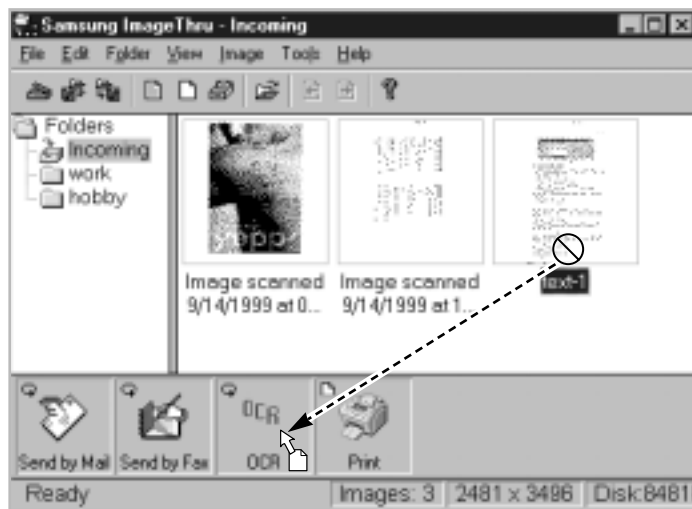 Samsung ImageThru - Incoming
File Edit Folder View Image Tools Help
Folders
Incoming
work
hobby
Image scanned
9/14/1999 at 0...
Image scanned
9/14/1999 at 1...
text-1
OCR
Send by Mail Send by Fax OCR Print
Ready Images: 3 2481 x 3496 Disk:8481